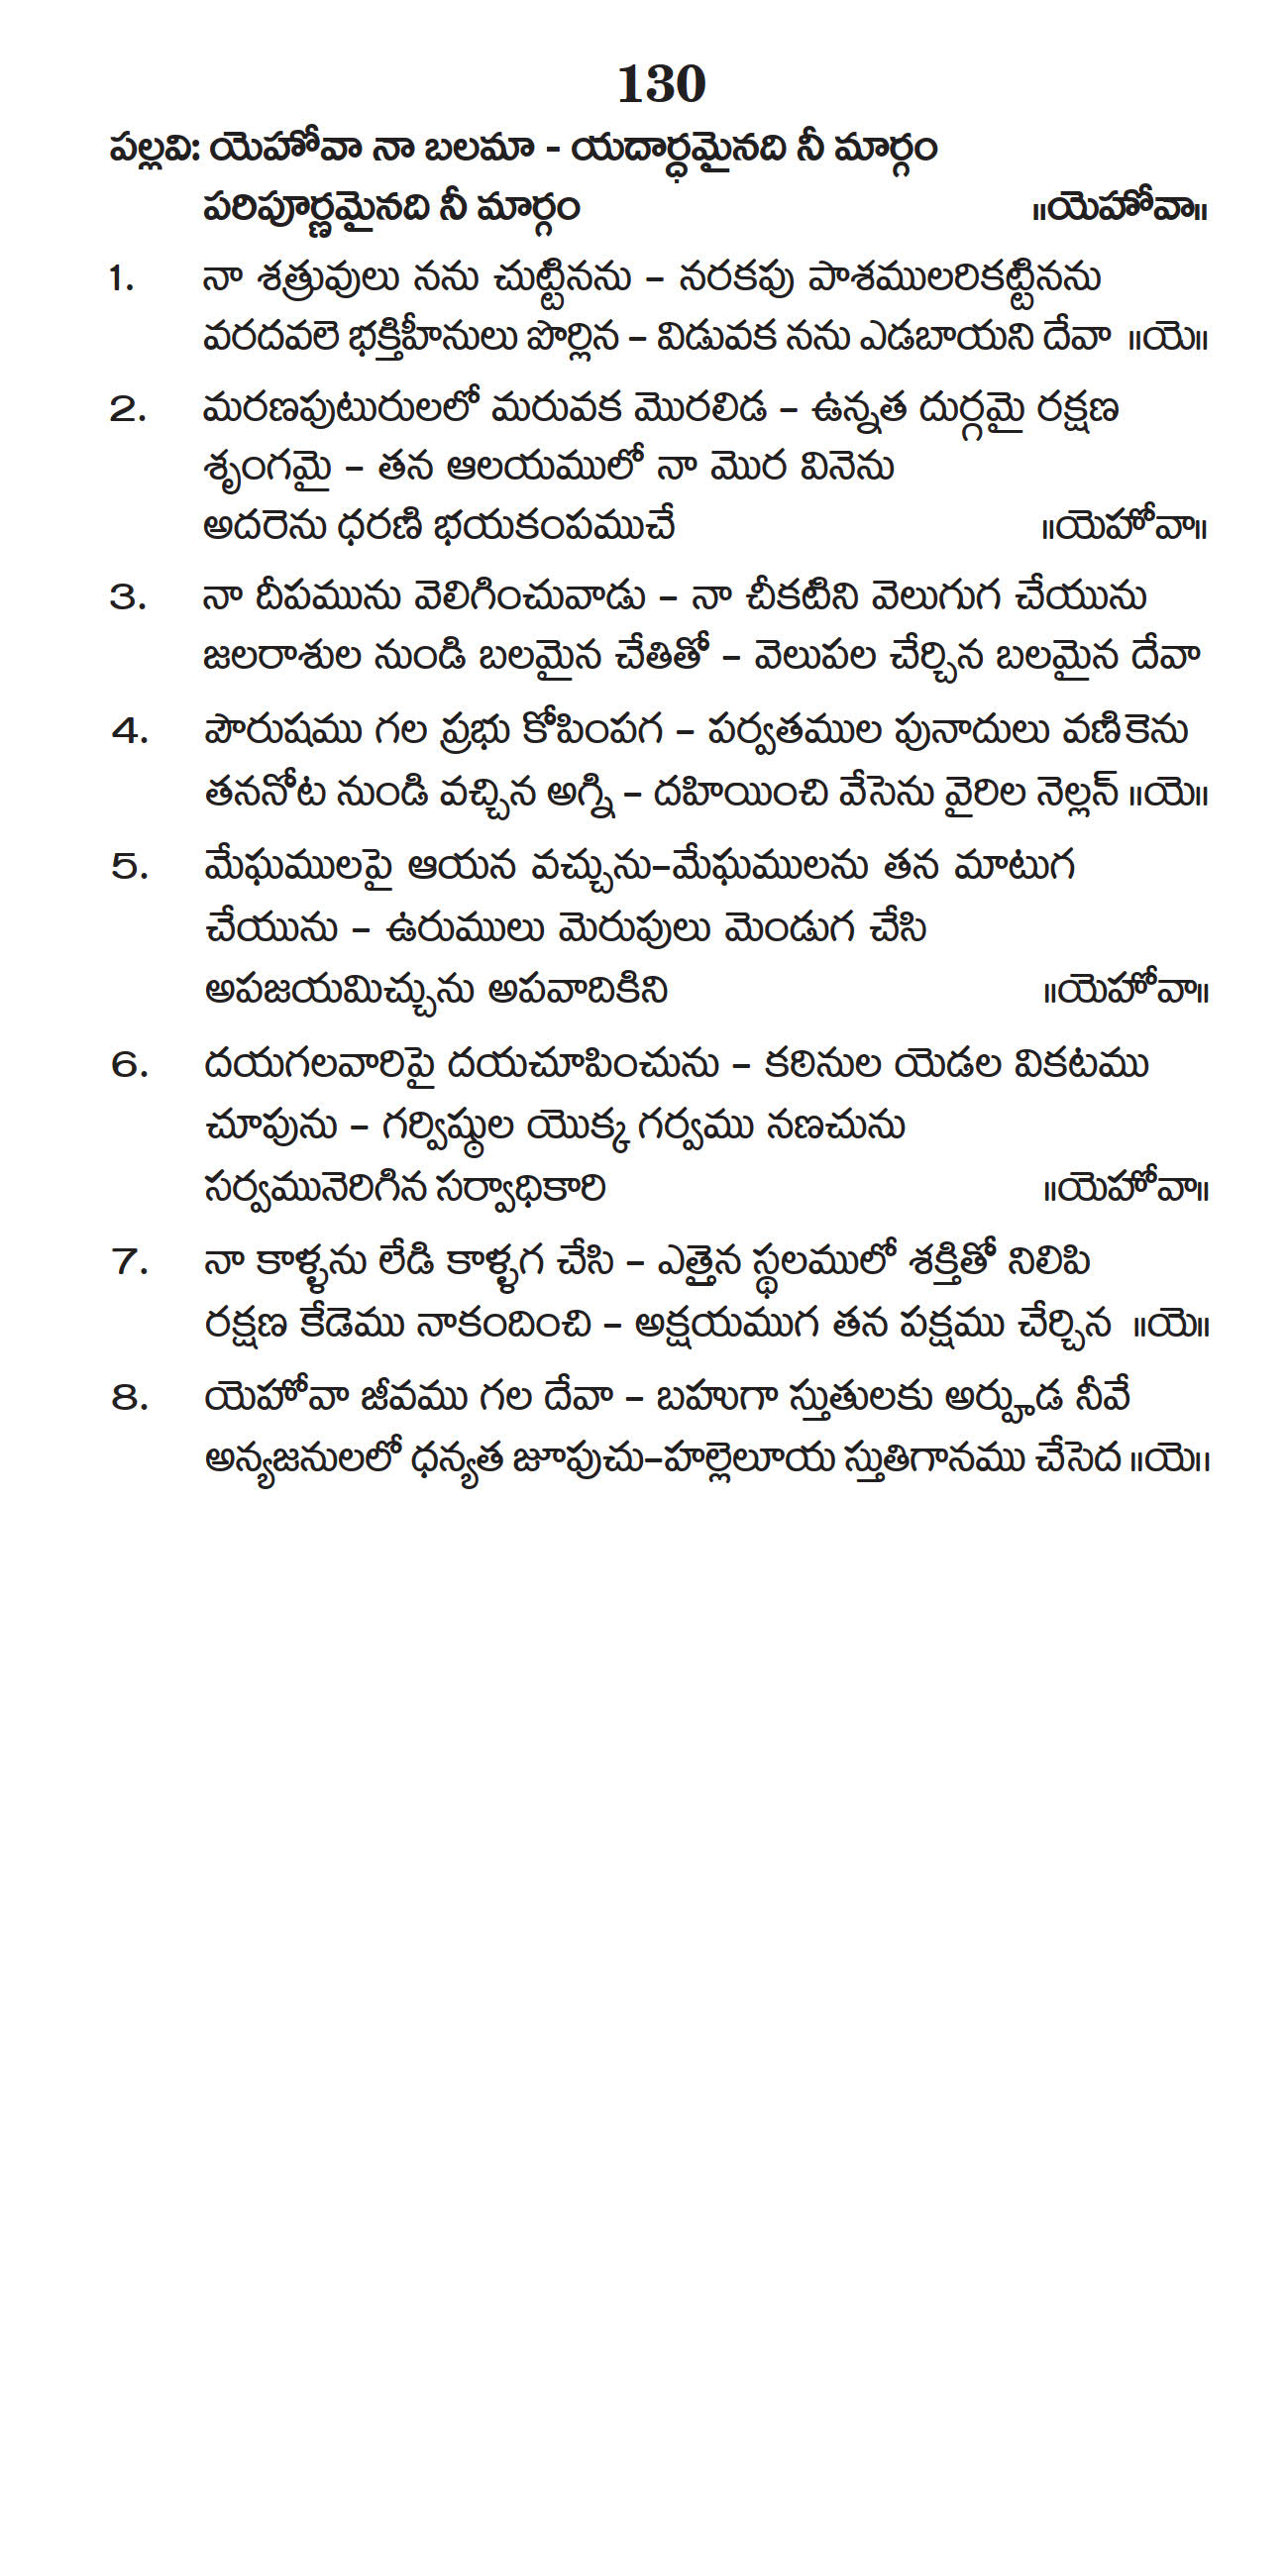 130
పల్లవి: యెహోవా నా బలమా - యదార్ధమైనది నీ మార్గం
పరిపూర్ణమైనది నీ మార్గం ॥యెహోవా॥
1. నా శత్రువులు నను చుట్టినను – నరకపు పాశములరికట్టినను
వరదవలె భక్తిహీనులు పొర్లిన – విడువక నను ఎడబాయని దేవా ॥యె॥
2. మరణపుటురులలో మరువక మొరలిడ – ఉన్నత దుర్గమై రక్షణ
శృంగమై – తన ఆలయములో నా మొర వినెను
అదరెను ధరణి భయకంపముచే ॥యెహోవా॥
3. నా దీపమును వెలిగించువాడు – నా చీకటిని వెలుగుగ చేయును
జలరాశుల నుండి బలమైన చేతితో – వెలుపల చేర్చిన బలమైన దేవా
4. పౌరుషము గల ప్రభు కోపింపగ – పర్వతముల పునాదులు వణికెను
తననోట నుండి వచ్చిన అగ్ని – దహియించి వేసెను వైరిల నెల్లన్ ॥యె॥
5. మేఘములపై ఆయన వచ్చును–మేఘములను తన మాటుగ
చేయును – ఉరుములు మెరుపులు మెండుగ చేసి
అపజయమిచ్చును అపవాదికిని ॥యెహోవా॥
6. దయగలవారిపై దయచూపించును – కఠినుల యెడల వికటము
చూపును – గర్విష్ఠుల యొక్క గర్వము నణచును
సర్వమునెరిగిన సర్వాధికారి ॥యెహోవా॥
7. నా కాళ్ళను లేడి కాళ్ళగ చేసి – ఎత్తైన స్థలములో శక్తితో నిలిపి
రక్షణ కేడెము నాకందించి – అక్షయముగ తన పక్షము చేర్చిన ॥యె॥
8. యెహోవా జీవము గల దేవా – బహుగా స్తుతులకు అర్హుడ నీవే
అన్యజనులలో ధన్యత జూపుచు–హల్లెలూయ స్తుతిగానము చేసెద ॥యె॥